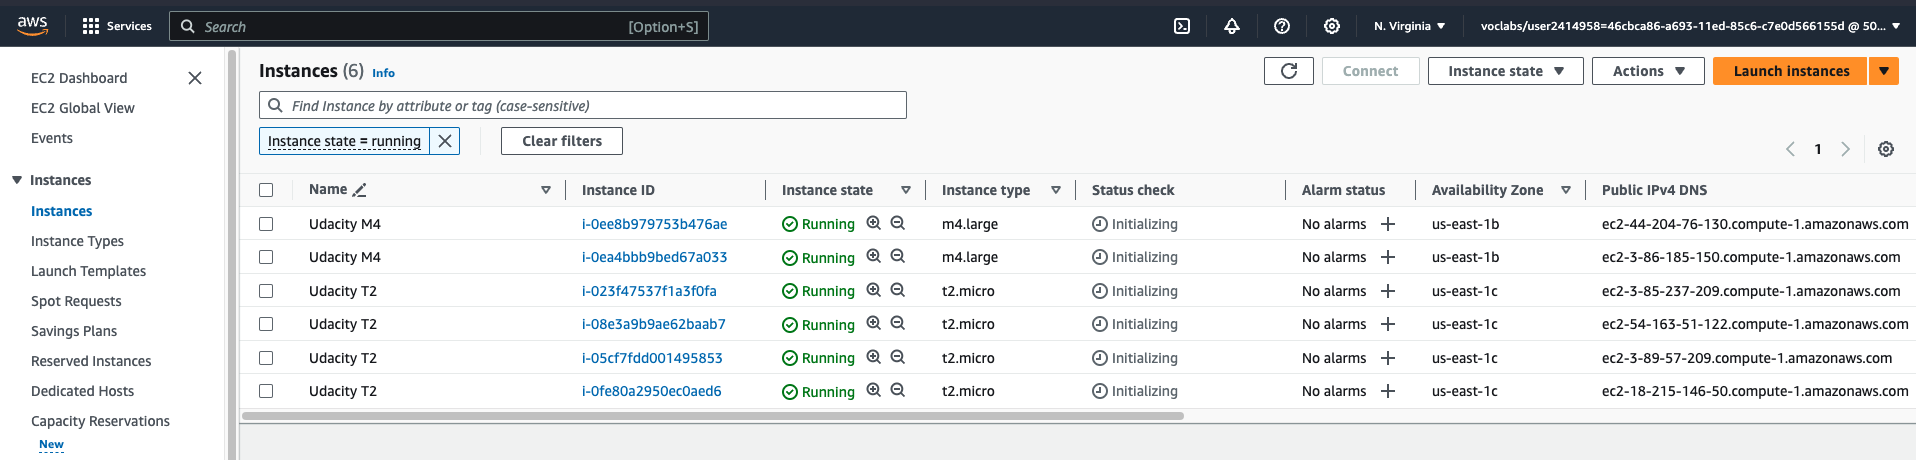 aws
Services
Search
[Option+S]
N. Virginia
voclabs/user2414958=46cbca86-a693-11ed-85c6-c7e0d566155d @ 50...
EC2 Dashboard
EC2 Global View
Events
Instances
Instances
Instance Types
Launch Templates
Spot Requests
Savings Plans
Reserved Instances
Dedicated Hosts
Capacity Reservations
New
Instances (6) Info
Connect
Instance state
Actions
Launch instances
Find Instance by attribute or tag (case-sensitive)
Instance state = running
Clear filters
1
Name Instance ID Instance state Instance type Status check Alarm status Availability Zone Public IPv4 DNS
Udacity M4 i-0ee8b979753b476ae Running m4.large Initializing No alarms us-east-1b ec2-44-204-76-130.compute-1.amazonaws.com
Udacity M4 i-0ea4bbb9bed67a033 Running m4.large Initializing No alarms us-east-1b ec2-3-86-185-150.compute-1.amazonaws.com
Udacity T2 i-023f47537f1a3f0fa Running t2.micro Initializing No alarms us-east-1c ec2-3-85-237-209.compute-1.amazonaws.com
Udacity T2 i-08e3a9b9ae62baab7 Running t2.micro Initializing No alarms us-east-1c ec2-54-163-51-122.compute-1.amazonaws.com
Udacity T2 i-05cf7fdd001495853 Running t2.micro Initializing No alarms us-east-1c ec2-3-89-57-209.compute-1.amazonaws.com
Udacity T2 i-0fe80a2950ec0aed6 Running t2.micro Initializing No alarms us-east-1c ec2-18-215-146-50.compute-1.amazonaws.com